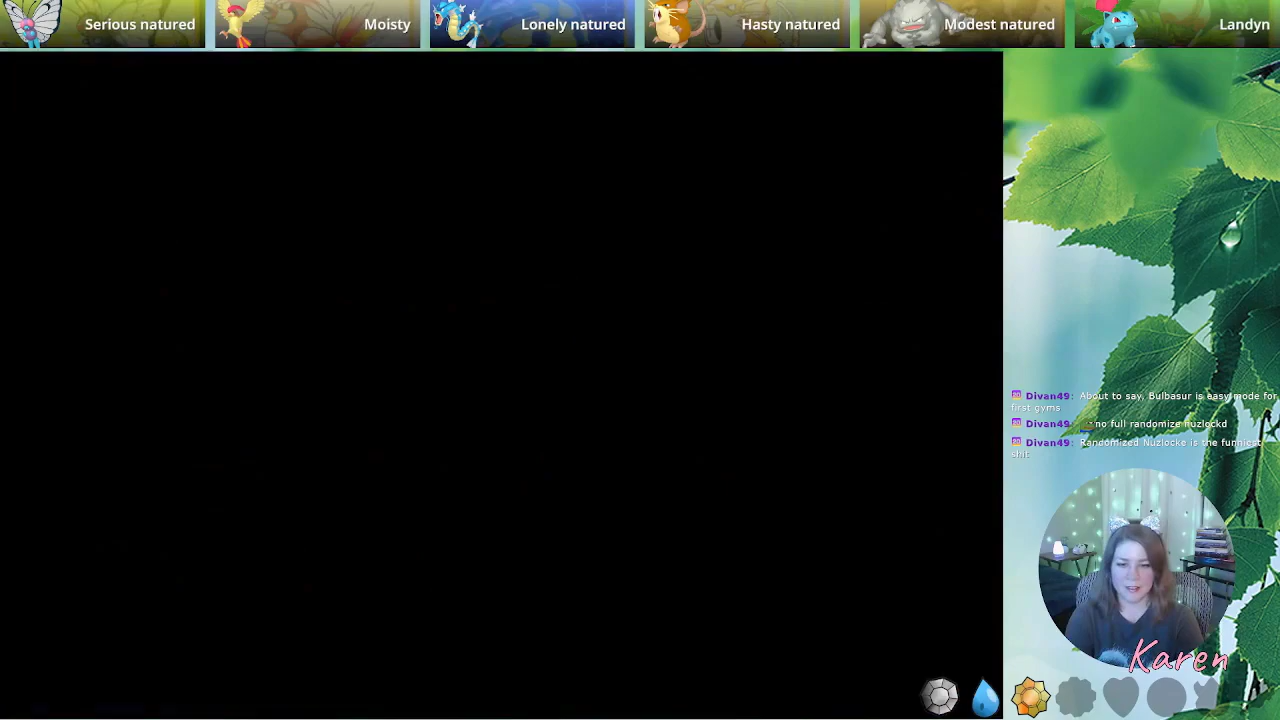 Serious natured
Moisty
Lonely natured
Hasty natured
Modest natured
Landyn
Divan49: About to say, Bulbasur is easy mode for
first gyms
Divan49: no full randomize nuzlockd
Divan49: Randomized Nuzlocke is the funniest
shit
Karen